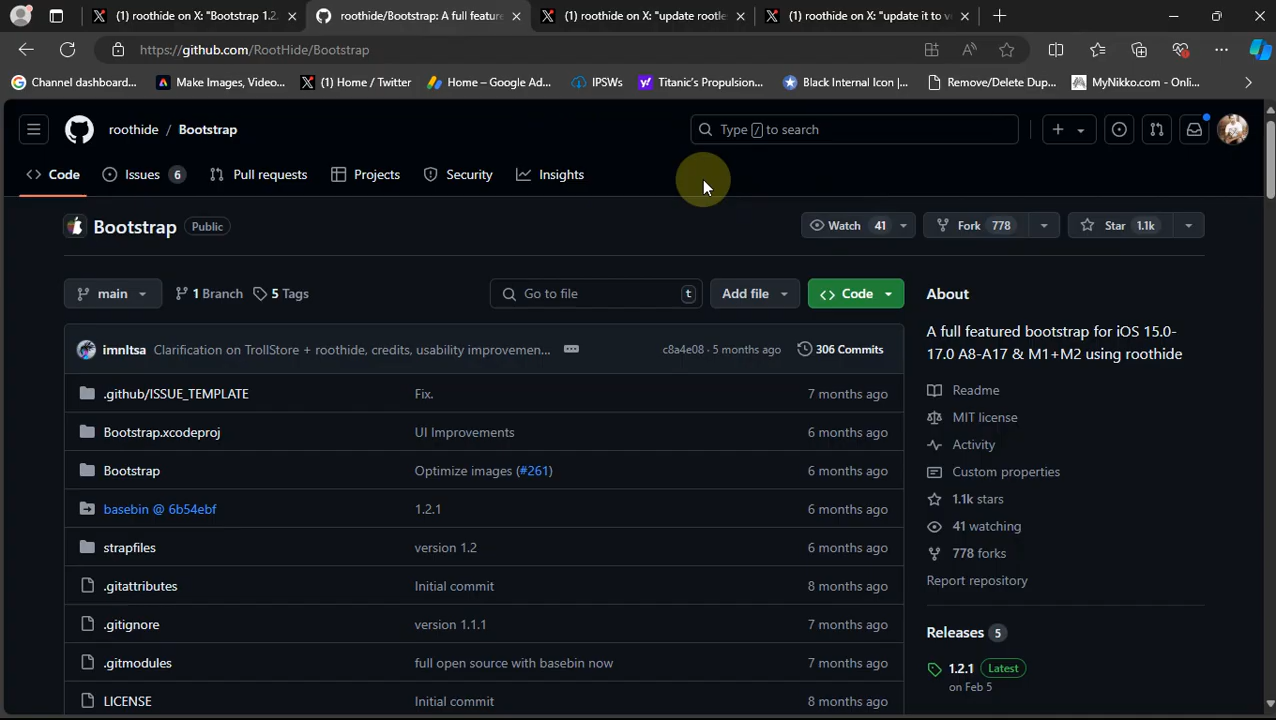 (1) roothide on X: "Bootstrap 1.2.
roothide/Bootstrap: A full featur
(1) roothide on X: "update rootle
(1) roothide on X: "update it to v
https://github.com/RootHide/Bootstrap
Channel dashboard...
Make Images, Video...
(1) Home / Twitter
Home – Google Ad...
IPSWs
Titanic's Propulsion...
Black Internal Icon |...
Remove/Delete Dup...
MyNikko.com - Onli...
roothide / Bootstrap
Type / to search
Code
Issues 6
Pull requests
Projects
Security
Insights
Bootstrap Public
Watch 41
Fork 778
Star 1.1k
main
1 Branch
5 Tags
Go to file t
Add file
Code
imnltsa Clarification on TrollStore + roothide, credits, usability improvemen... c8a4e08 · 5 months ago 306 Commits
.github/ISSUE_TEMPLATE Fix. 7 months ago
Bootstrap.xcodeproj UI Improvements 6 months ago
Bootstrap Optimize images (#261) 6 months ago
basebin @ 6b54ebf 1.2.1 6 months ago
strapfiles version 1.2 6 months ago
.gitattributes Initial commit 8 months ago
.gitignore version 1.1.1 7 months ago
.gitmodules full open source with basebin now 7 months ago
LICENSE Initial commit 8 months ago
About
A full featured bootstrap for iOS 15.0-
17.0 A8-A17 & M1+M2 using roothide
Readme
MIT license
Activity
Custom properties
1.1k stars
41 watching
778 forks
Report repository
Releases 5
1.2.1 Latest
on Feb 5